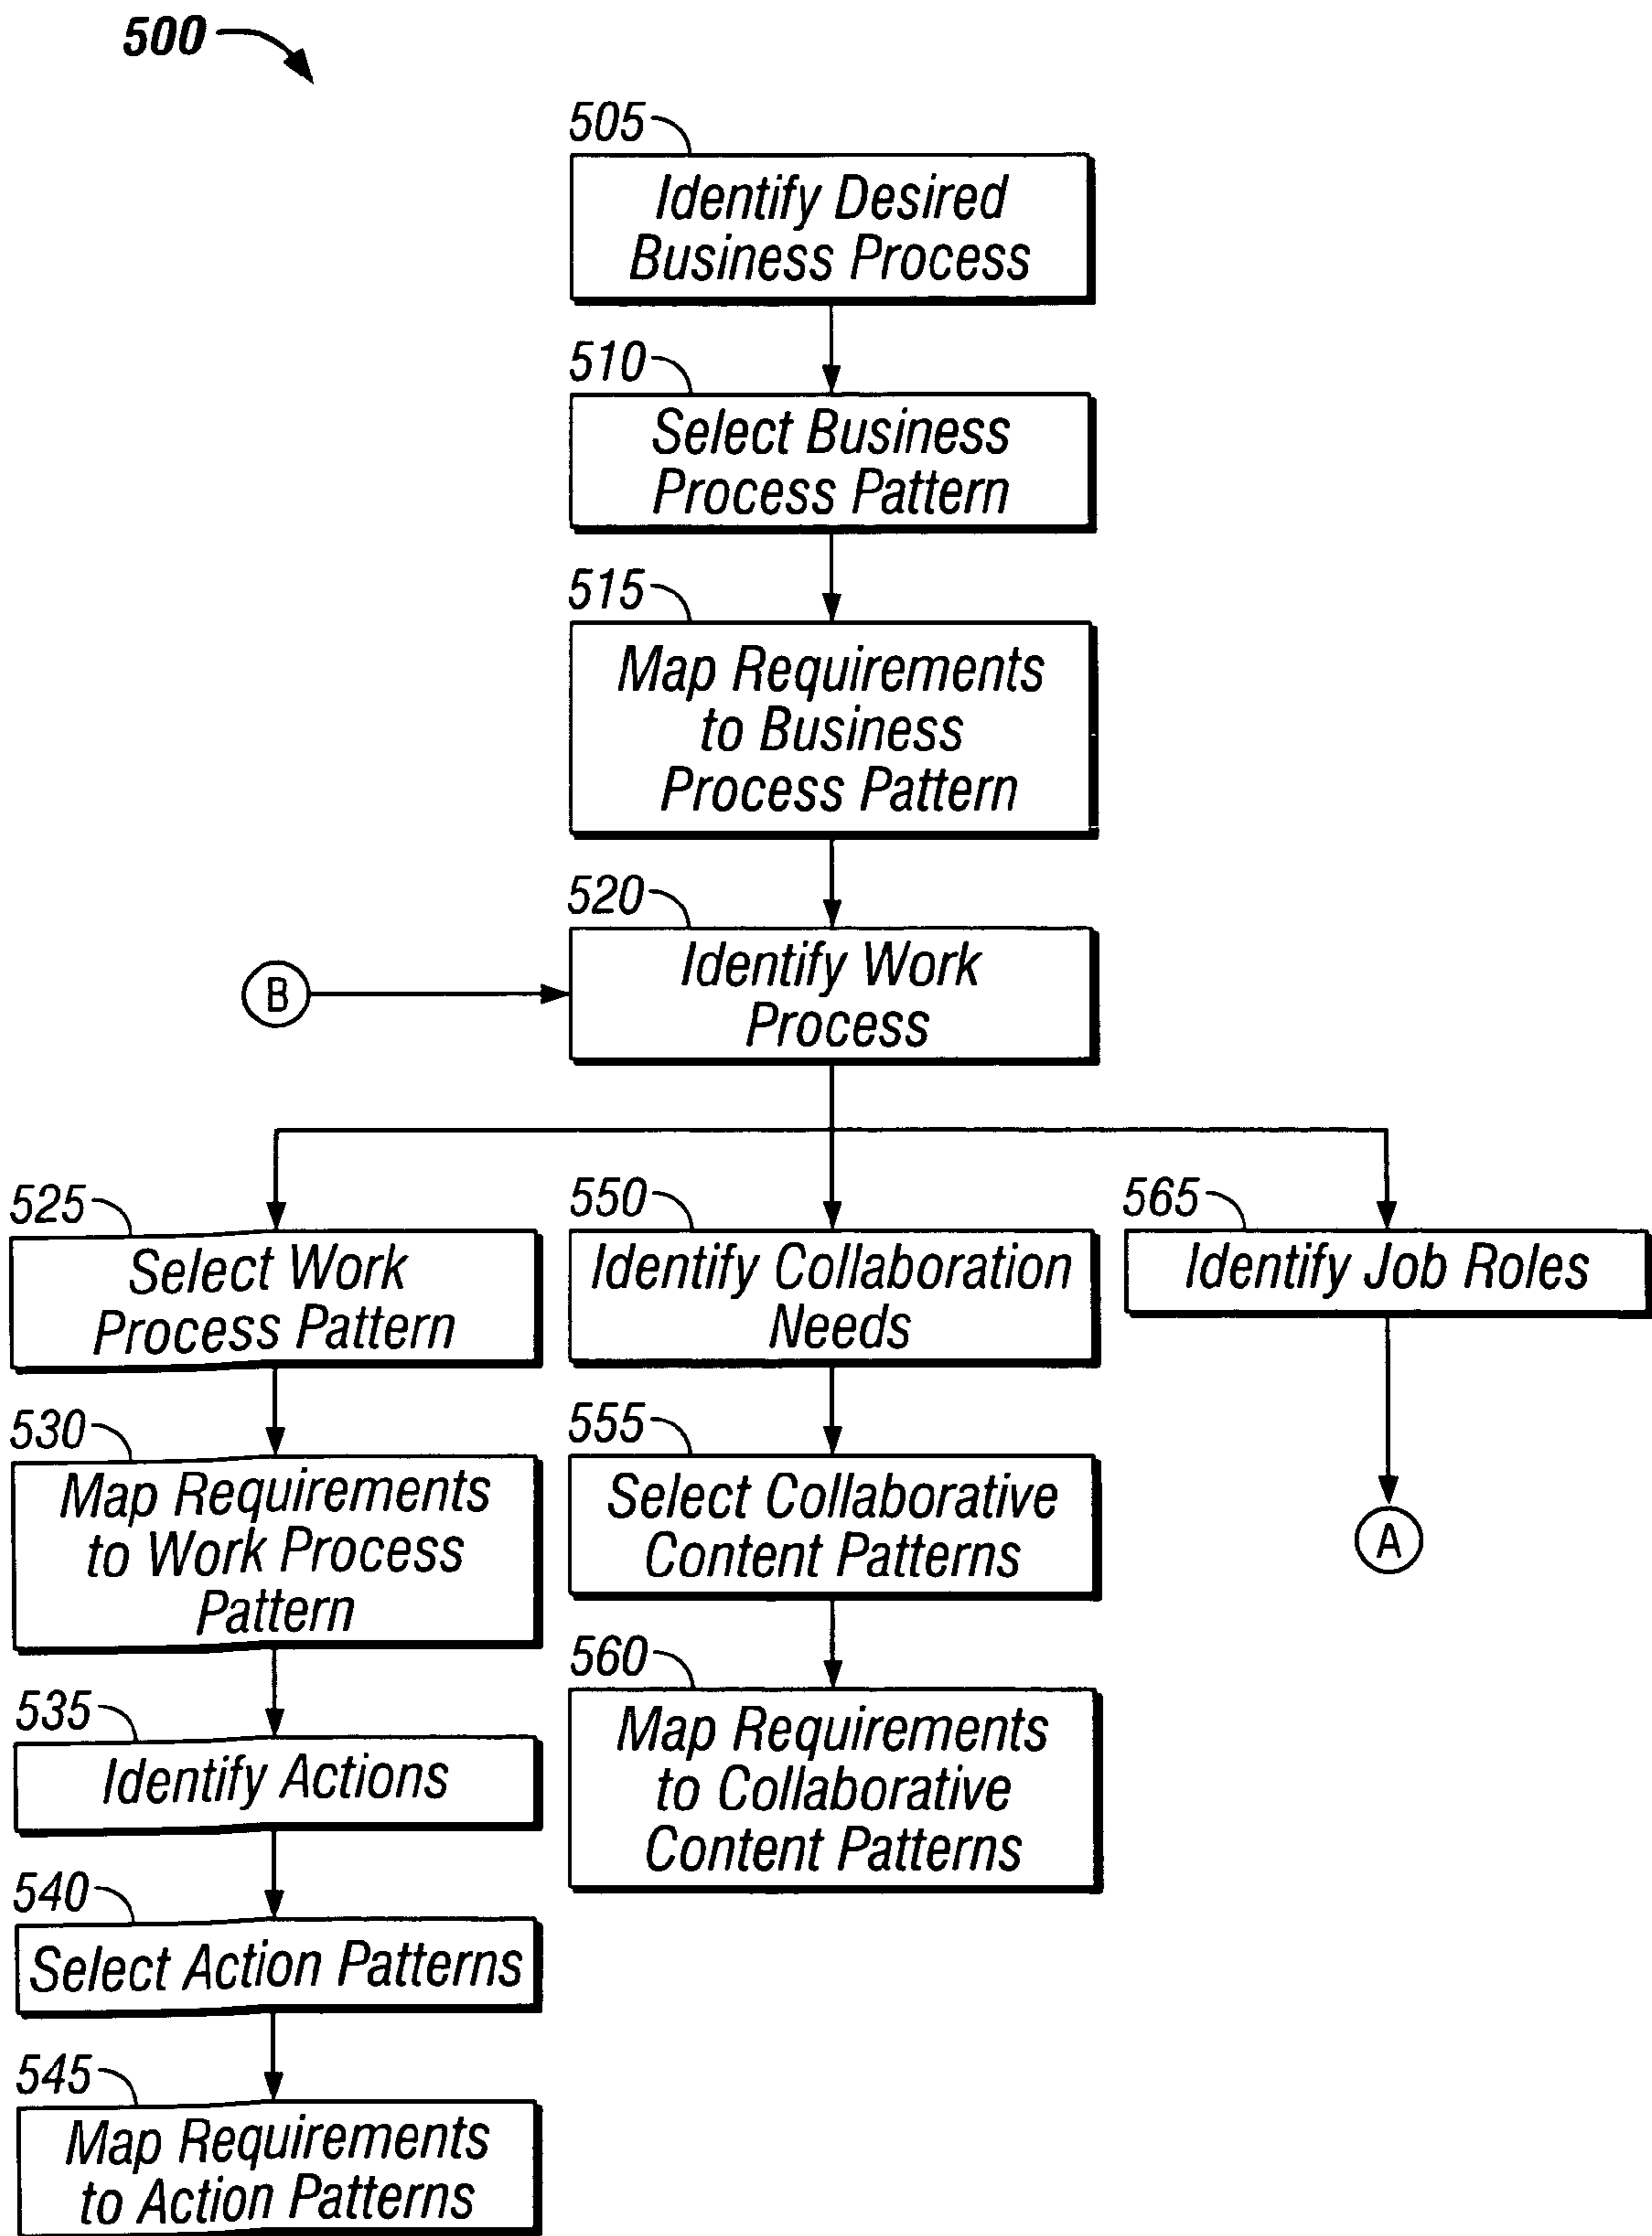 500
505
Identify Desired
Business Process
510
Select Business
Process Pattern
515
Map Requirements
to Business
Process Pattern
520
Identify Work
Process
B
525
Select Work
Process Pattern
530
Map Requirements
to Work Process
Pattern
535
Identify Actions
540
Select Action Patterns
545
Map Requirements
to Action Patterns
550
Identify Collaboration
Needs
555
Select Collaborative
Content Patterns
560
Map Requirements
to Collaborative
Content Patterns
565
Identify Job Roles
A